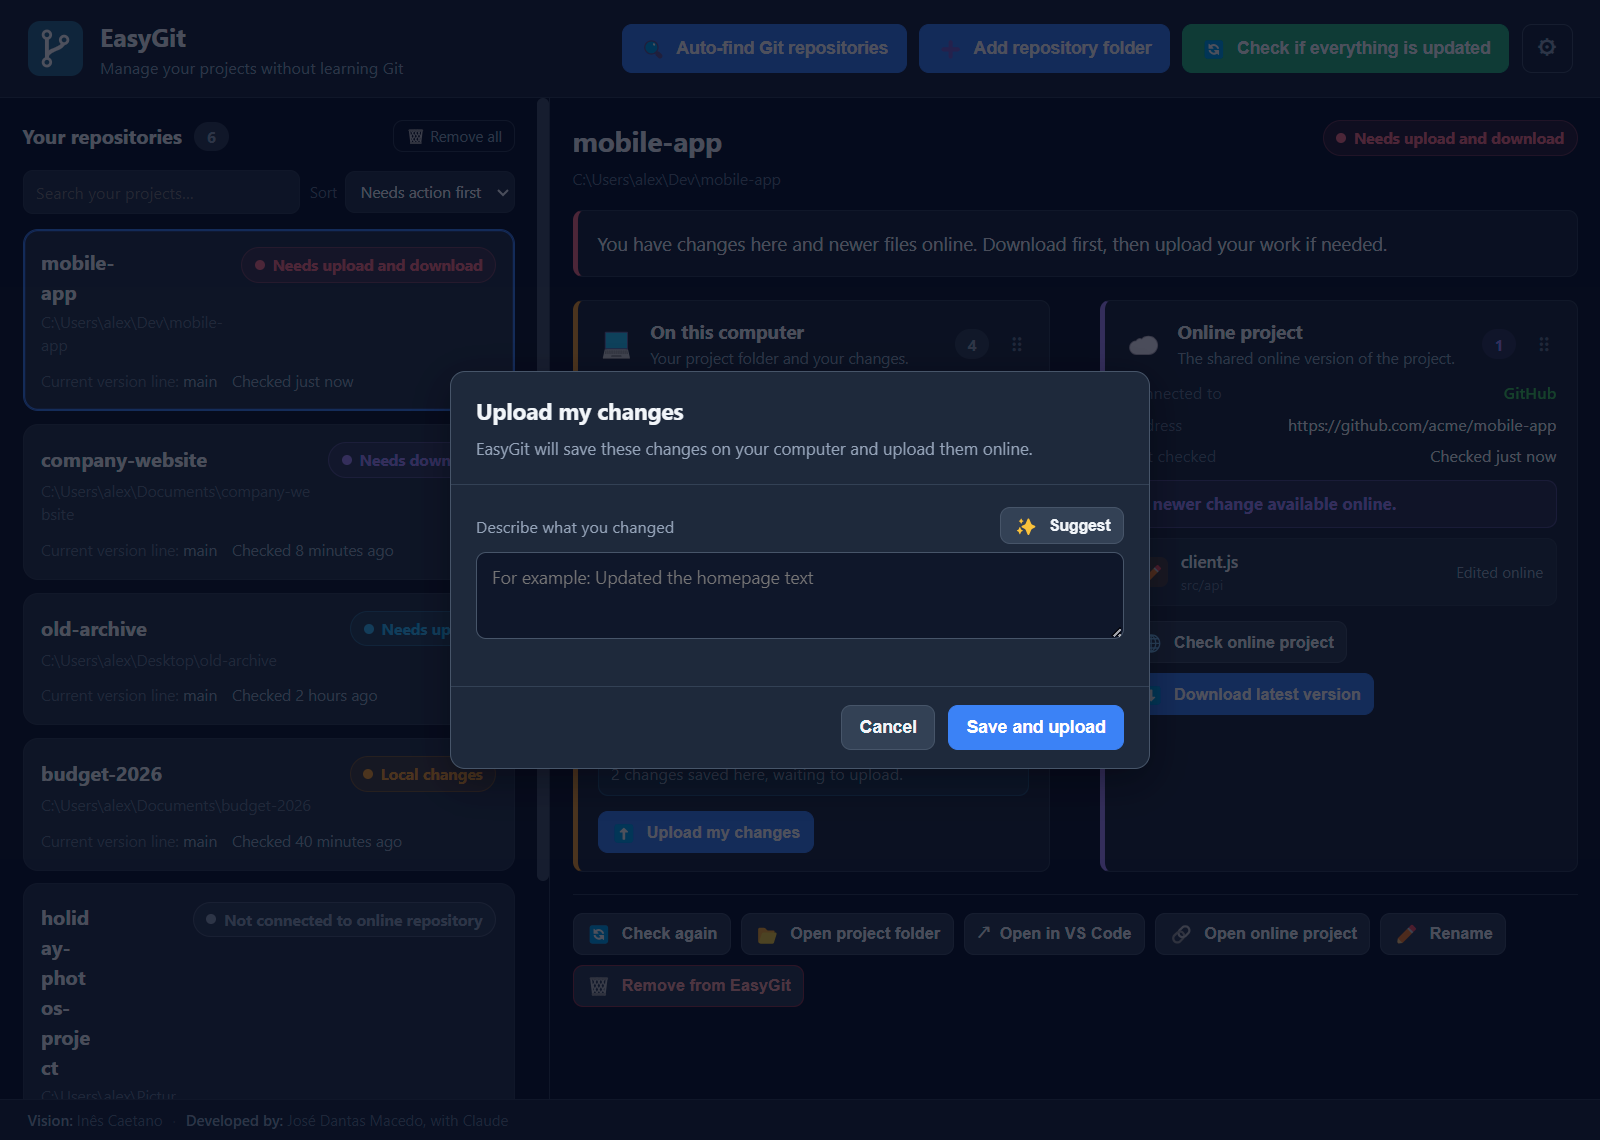 EasyGit
Manage your projects without learning Git
Auto-find Git repositories
Add repository folder
Check if everything is updated
Your repositories 6
Remove all
Search your projects...
Sort
Needs action first
mobile-
app
Needs upload and download
C:\Users\alex\Dev\mobile-
app
Current version line: main Checked just now
company-website
Needs down
C:\Users\alex\Documents\company-we
bsite
Current version line: main Checked 8 minutes ago
old-archive
Needs up
C:\Users\alex\Desktop\old-archive
Current version line: main Checked 2 hours ago
budget-2026
Local changes
C:\Users\alex\Documents\budget-2026
Current version line: main Checked 40 minutes ago
holid
ay-
phot
os-
proje
ct
Not connected to online repository
C:\Users\alex\Pictur
mobile-app
Needs upload and download
C:\Users\alex\Dev\mobile-app
You have changes here and newer files online. Download first, then upload your work if needed.
On this computer
Your project folder and your changes.
4
2 changes saved here, waiting to upload.
Upload my changes
Online project
The shared online version of the project.
1
nnected to
GitHub
dress
https://github.com/acme/mobile-app
checked
Checked just now
newer change available online.
client.js
src/api
Edited online
Check online project
Download latest version
Upload my changes
EasyGit will save these changes on your computer and upload them online.
Describe what you changed
Suggest
For example: Updated the homepage text
Cancel
Save and upload
Check again
Open project folder
Open in VS Code
Open online project
Rename
Remove from EasyGit
Vision: Inês Caetano · Developed by: José Dantas Macedo, with Claude